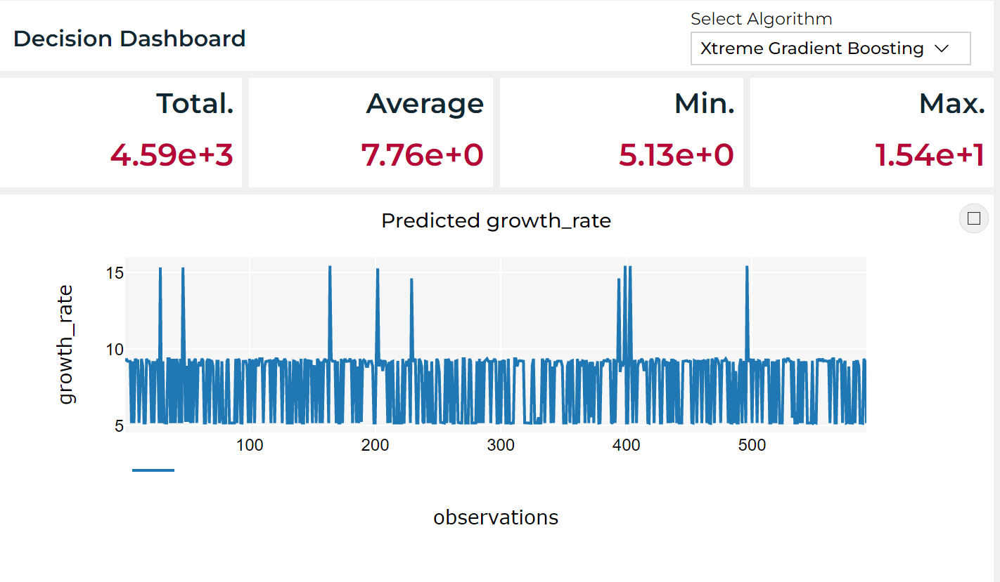 Decision Dashboard
Select Algorithm
Xtreme Gradient Boosting
Total.
4.59e+3
Average
7.76e+0
Min.
5.13e+0
Max.
1.54e+1
Predicted growth_rate
growth_rate
15
10
5
100 200 300 400 500
observations